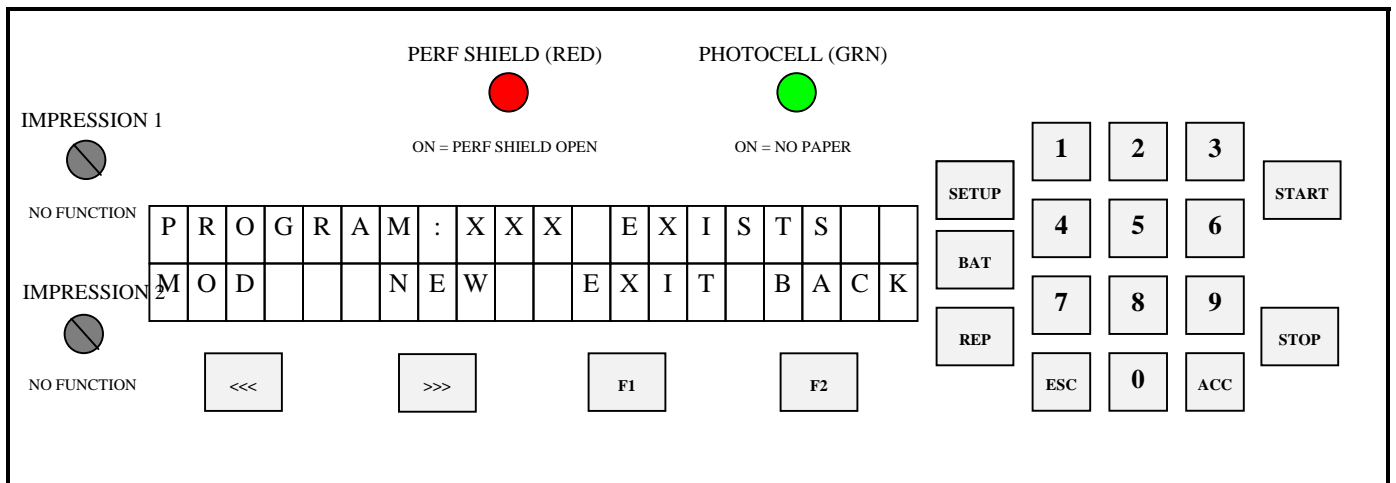 PERF SHIELD (RED)
PHOTOCELL (GRN)
IMPRESSION 1
ON = PERF SHIELD OPEN
ON = NO PAPER
NO FUNCTION
PROGRAM:XXX EXISTS
MOD NEW EXIT BACK
IMPRESSION 2
NO FUNCTION
<<<
>>>
F1
F2
SETUP
BAT
REP
1 2 3
4 5 6
7 8 9
ESC 0 ACC
START
STOP